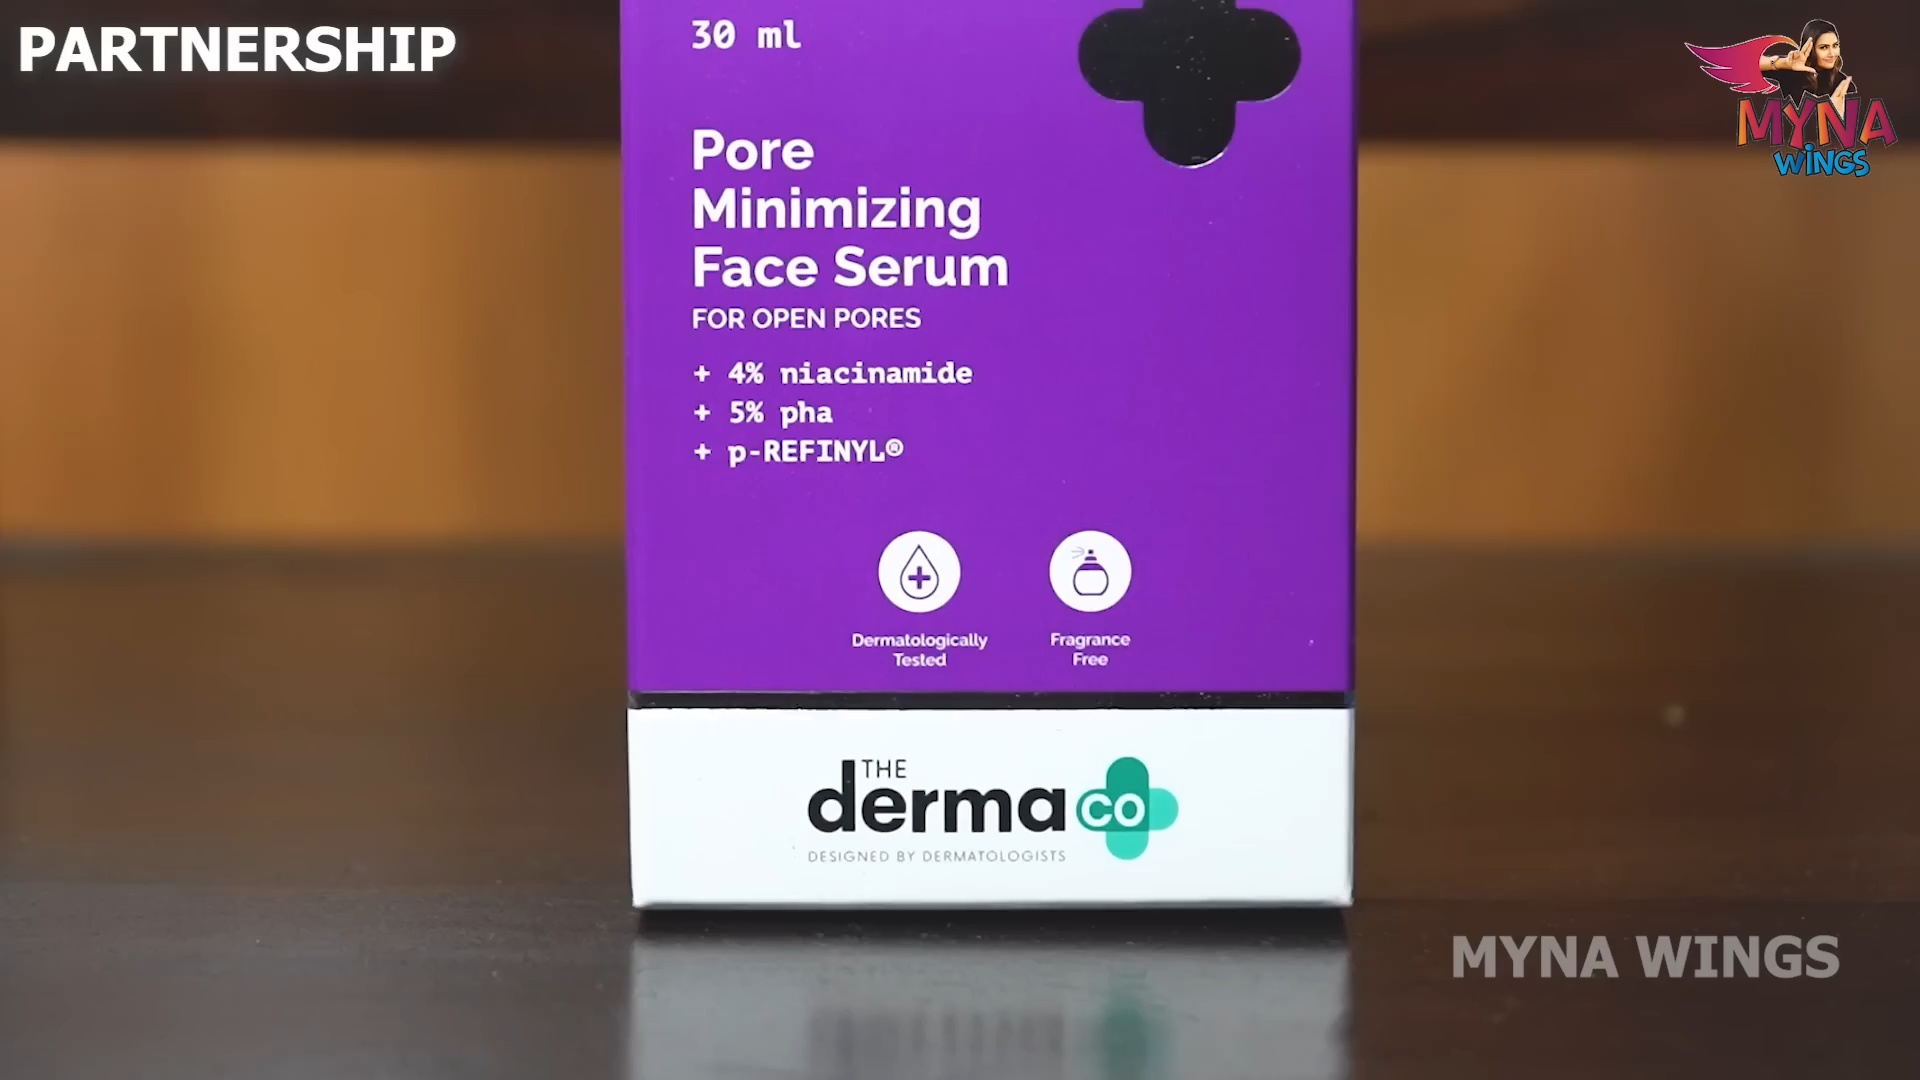 PARTNERSHIP
MYNA
WiNGS
30 ml
Pore
Minimizing
Face Serum
FOR OPEN PORES
+ 4% niacinamide
+ 5% pha
+ p-REFINYL®
Dermatologically
Tested
Fragrance
Free
THE
derma co
DESIGNED BY DERMATOLOGISTS
MYNA WINGS